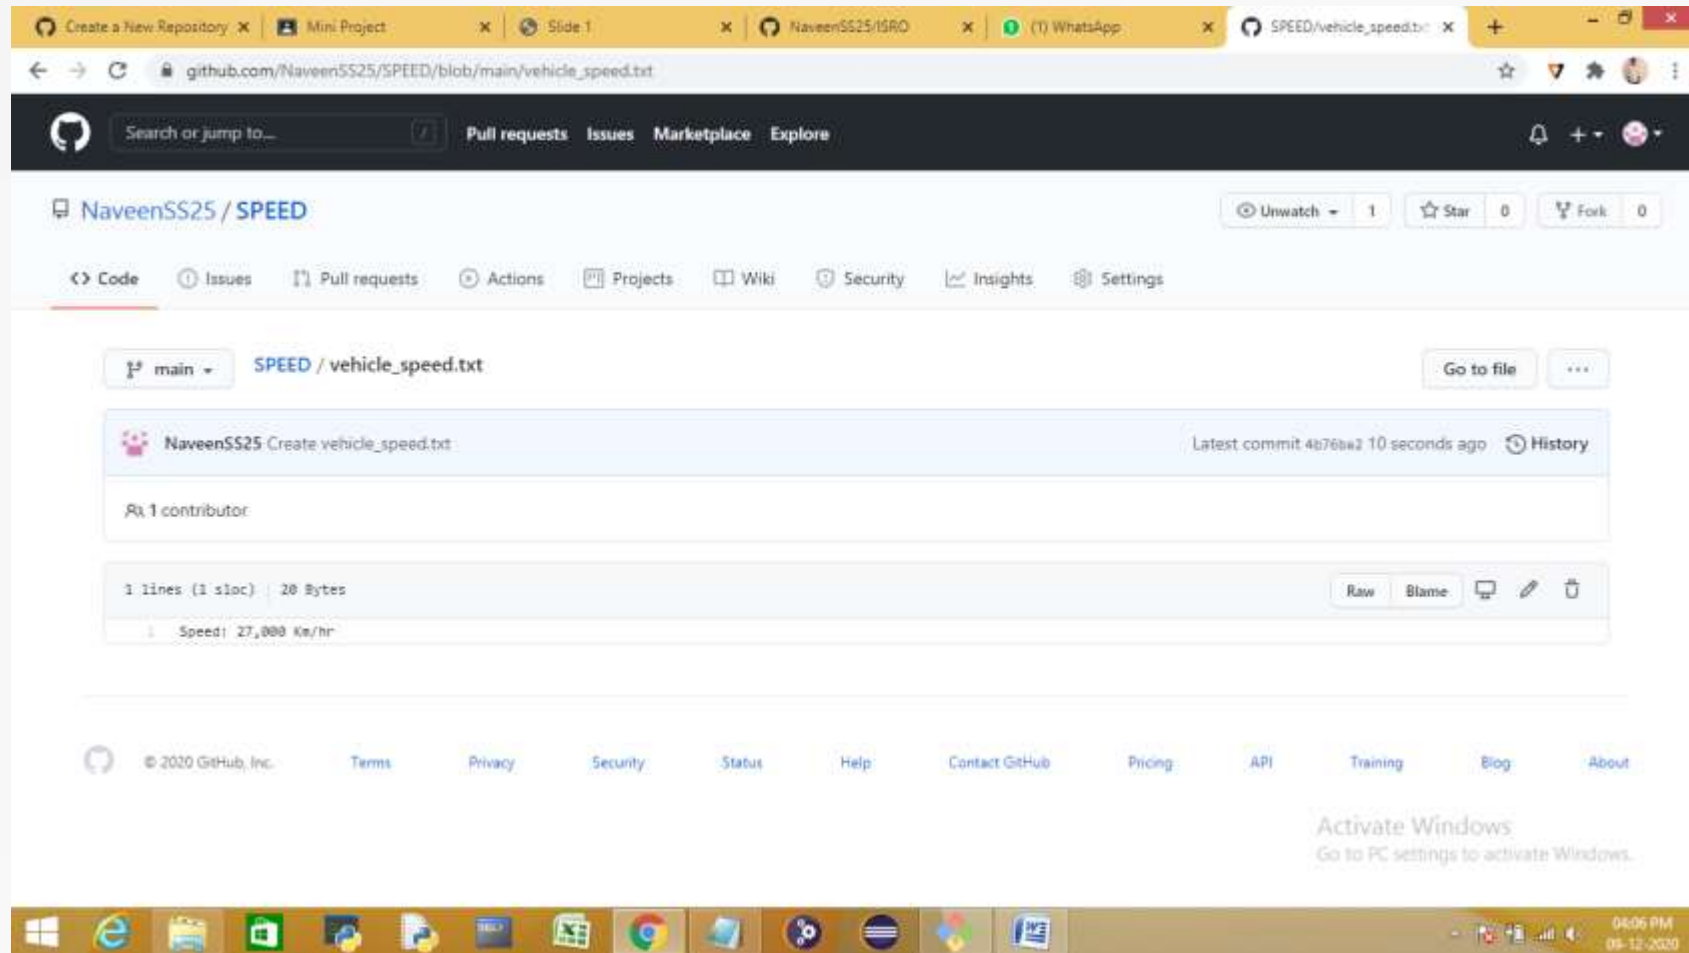 Create a New Repository
Mini Project
Slide 1
NaveenSS25/ISRO
(1) WhatsApp
SPEED/vehicle_speed.txt
github.com/NaveenSS25/SPEED/blob/main/vehicle_speed.txt
Search or jump to... /
Pull requests Issues Marketplace Explore
NaveenSS25 / SPEED
Unwatch 1 Star 0 Fork 0
<> Code Issues Pull requests Actions Projects Wiki Security Insights Settings
main SPEED / vehicle_speed.txt Go to file ...
NaveenSS25 Create vehicle_speed.txt Latest commit 4b76be2 10 seconds ago History
1 contributor
1 lines (1 sloc) 20 Bytes Raw Blame
1 Speed: 27,000 Km/hr
© 2020 GitHub, Inc. Terms Privacy Security Status Help Contact GitHub Pricing API Training Blog About
Activate Windows
Go to PC settings to activate Windows.
04:06 PM
09-12-2020